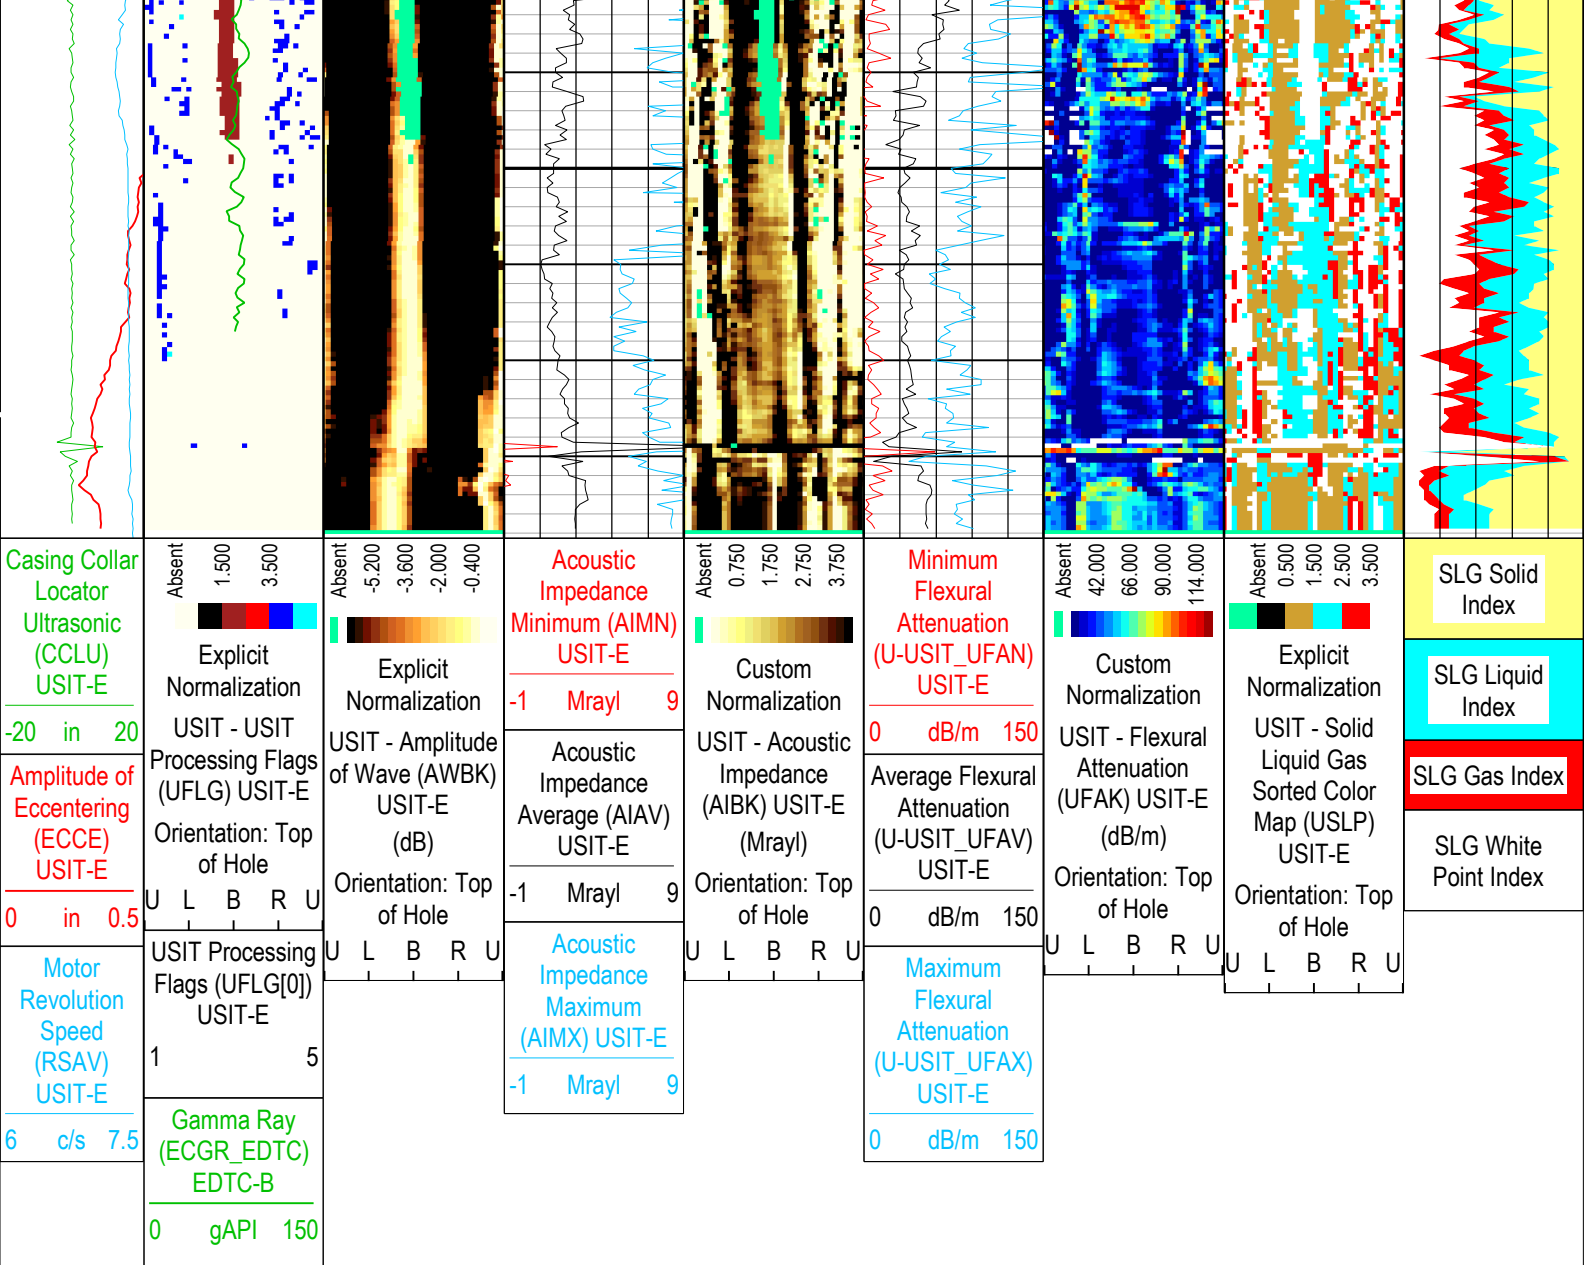 Casing Collar
Locator
Ultrasonic
(CCLU)
USIT-E
-20 in 20
Amplitude of
Eccentering
(ECCE)
USIT-E
0 in 0.5
Motor
Revolution
Speed
(RSAV)
USIT-E
6 c/s 7.5
Absent
1.500
3.500
Explicit
Normalization
USIT - USIT
Processing Flags
(UFLG) USIT-E
Orientation: Top
of Hole
U L B R U
USIT Processing
Flags (UFLG[0])
USIT-E
1 5
Gamma Ray
(ECGR_EDTC)
EDTC-B
0 gAPI 150
Absent
-5.200
-3.600
-2.000
-0.400
Explicit
Normalization
USIT - Amplitude
of Wave (AWBK)
USIT-E
(dB)
Orientation: Top
of Hole
U L B R U
Acoustic
Impedance
Minimum (AIMN)
USIT-E
-1 Mrayl 9
Acoustic
Impedance
Average (AIAV)
USIT-E
-1 Mrayl 9
Acoustic
Impedance
Maximum
(AIMX) USIT-E
-1 Mrayl 9
Absent
0.750
1.750
2.750
3.750
Custom
Normalization
USIT - Acoustic
Impedance
(AIBK) USIT-E
(Mrayl)
Orientation: Top
of Hole
U L B R U
Minimum
Flexural
Attenuation
(U-USIT_UFAN)
USIT-E
0 dB/m 150
Average Flexural
Attenuation
(U-USIT_UFAV)
USIT-E
0 dB/m 150
Maximum
Flexural
Attenuation
(U-USIT_UFAX)
USIT-E
0 dB/m 150
Absent
42.000
66.000
90.000
114.000
Custom
Normalization
USIT - Flexural
Attenuation
(UFAK) USIT-E
(dB/m)
Orientation: Top
of Hole
U L B R U
Absent
0.500
1.500
2.500
3.500
Explicit
Normalization
USIT - Solid
Liquid Gas
Sorted Color
Map (USLP)
USIT-E
Orientation: Top
of Hole
U L B R U
SLG Solid
Index
SLG Liquid
Index
SLG Gas Index
SLG White
Point Index